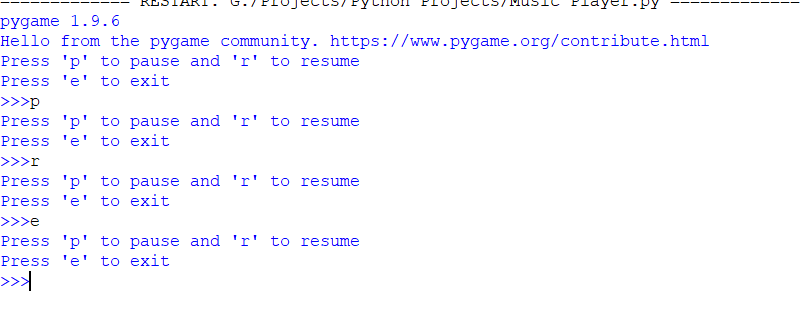 ============= RESTART: G:/Projects/Python Projects/Music Player.py =============
pygame 1.9.6
Hello from the pygame community. https://www.pygame.org/contribute.html
Press 'p' to pause and 'r' to resume
Press 'e' to exit
>>>p
Press 'p' to pause and 'r' to resume
Press 'e' to exit
>>>r
Press 'p' to pause and 'r' to resume
Press 'e' to exit
>>>e
Press 'p' to pause and 'r' to resume
Press 'e' to exit
>>>